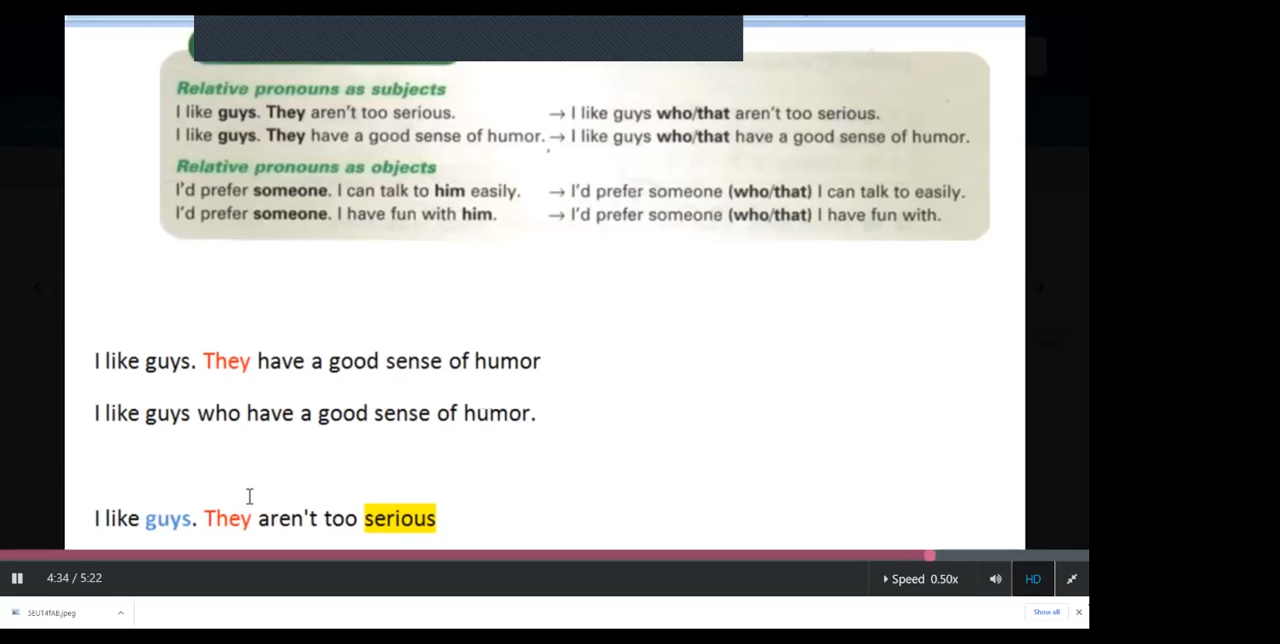 Relative pronouns as subjects
I like guys. They aren't too serious. → I like guys who/that aren't too serious.
I like guys. They have a good sense of humor. → I like guys who/that have a good sense of humor.
Relative pronouns as objects
I'd prefer someone. I can talk to him easily. → I'd prefer someone (who/that) I can talk to easily.
I'd prefer someone. I have fun with him. → I'd prefer someone (who/that) I have fun with.
I like guys. They have a good sense of humor
I like guys who have a good sense of humor.
I like guys. They aren't too serious
4:34 / 5:22 Speed 0.50x HD
5EUT4fAB.jpeg Show all